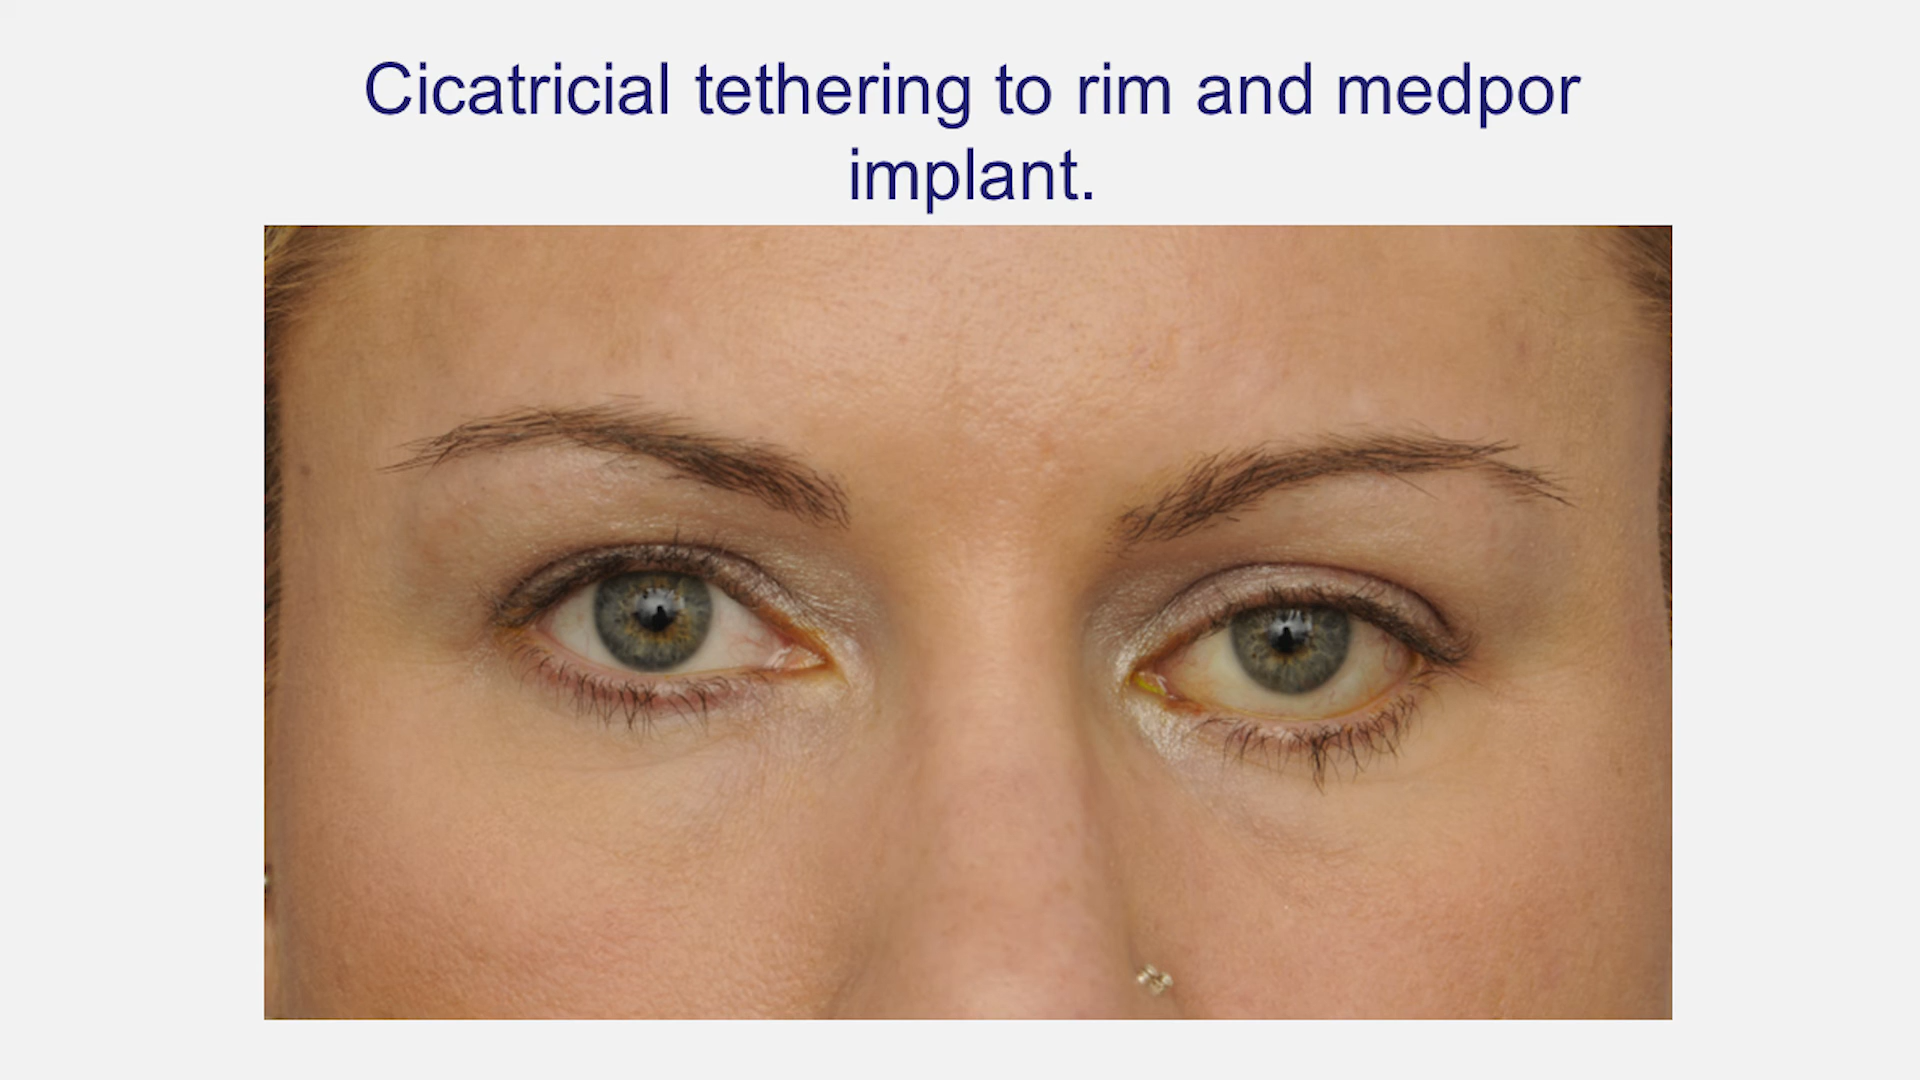 Cicatricial tethering to rim and medpor
implant.